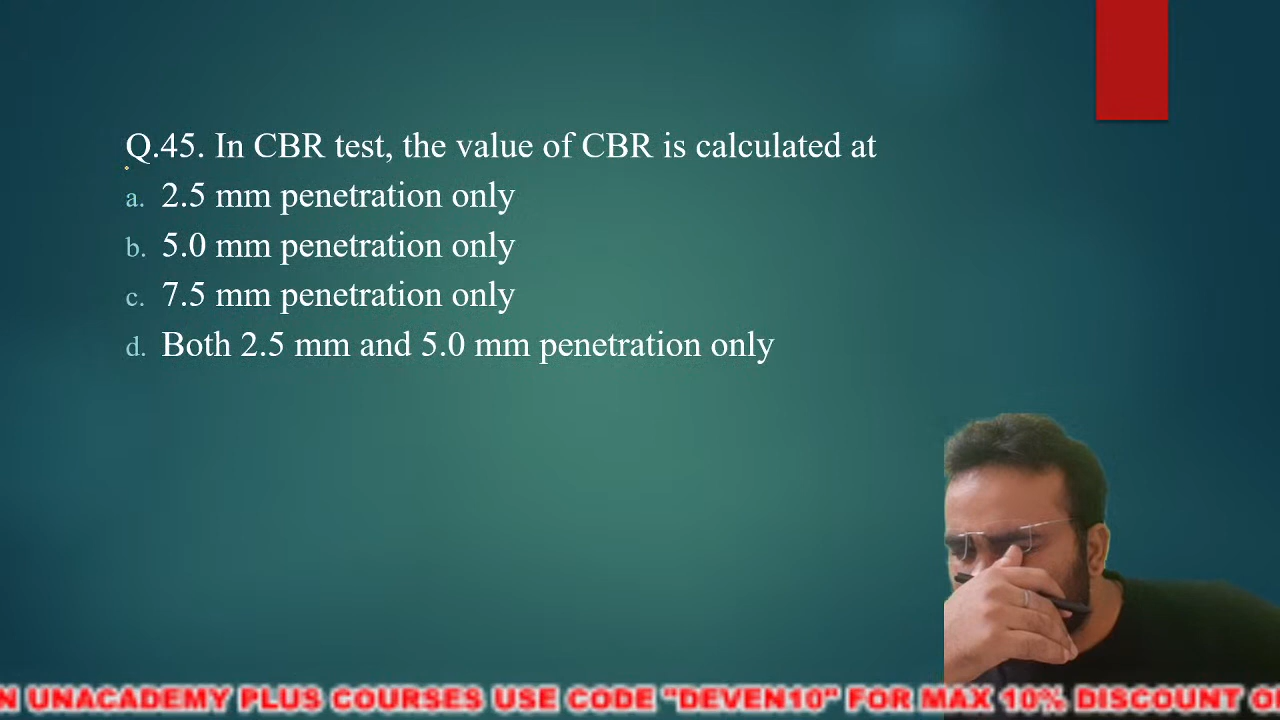 Q.45. In CBR test, the value of CBR is calculated at
a. 2.5 mm penetration only
b. 5.0 mm penetration only
c. 7.5 mm penetration only
d. Both 2.5 mm and 5.0 mm penetration only
N UNACADEMY PLUS COURSES USE CODE "DEVEN10" FOR MAX 10% DISCOUNT